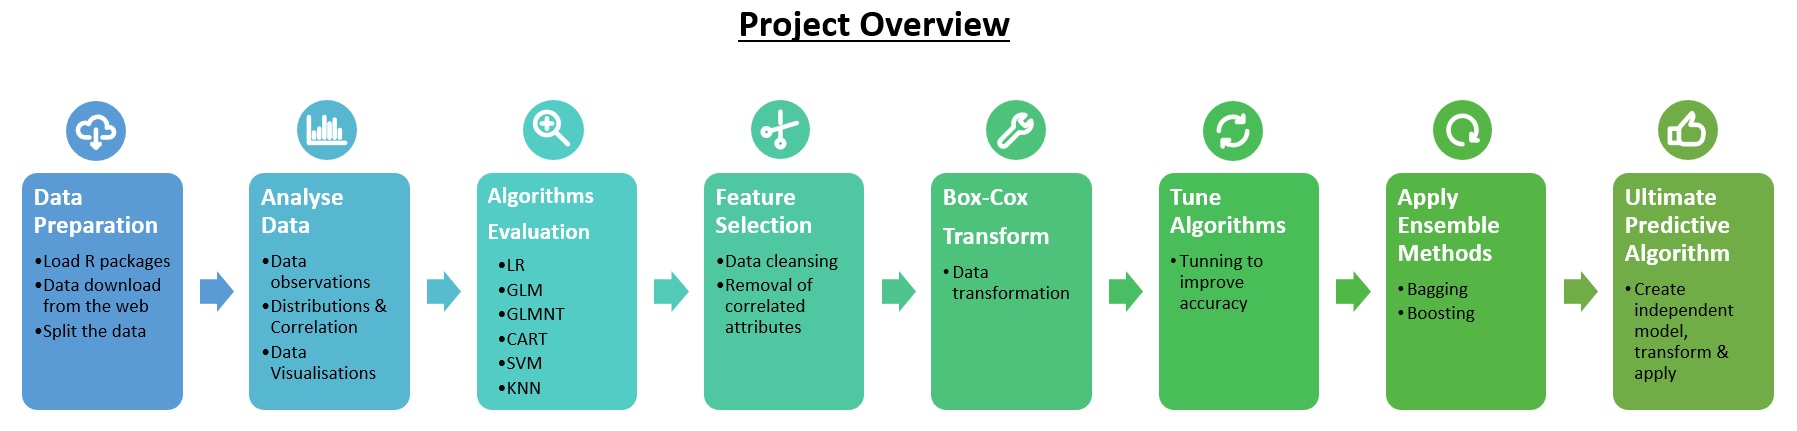 Project Overview
Data
Preparation
•Load R packages
•Data download
from the web
•Split the data
Analyse
Data
•Data
observations
•Distributions &
Correlation
•Data
Visualisations
Algorithms
Evaluation
•LR
•GLM
•GLMNT
•CART
•SVM
•KNN
Feature
Selection
•Data cleansing
•Removal of
correlated
attributes
Box-Cox
Transform
• Data
transformation
Tune
Algorithms
• Tunning to
improve
accuracy
Apply
Ensemble
Methods
• Bagging
• Boosting
Ultimate
Predictive
Algorithm
• Create
independent
model,
transform &
apply